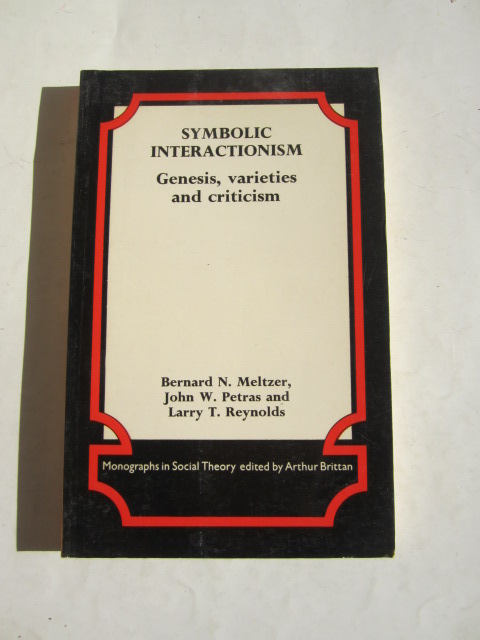 SYMBOLIC
INTERACTIONISM
Genesis, varieties
and criticism
Bernard N. Meltzer,
John W. Petras and
Larry T. Reynolds
Monographs in Social Theory edited by Arthur Brittan